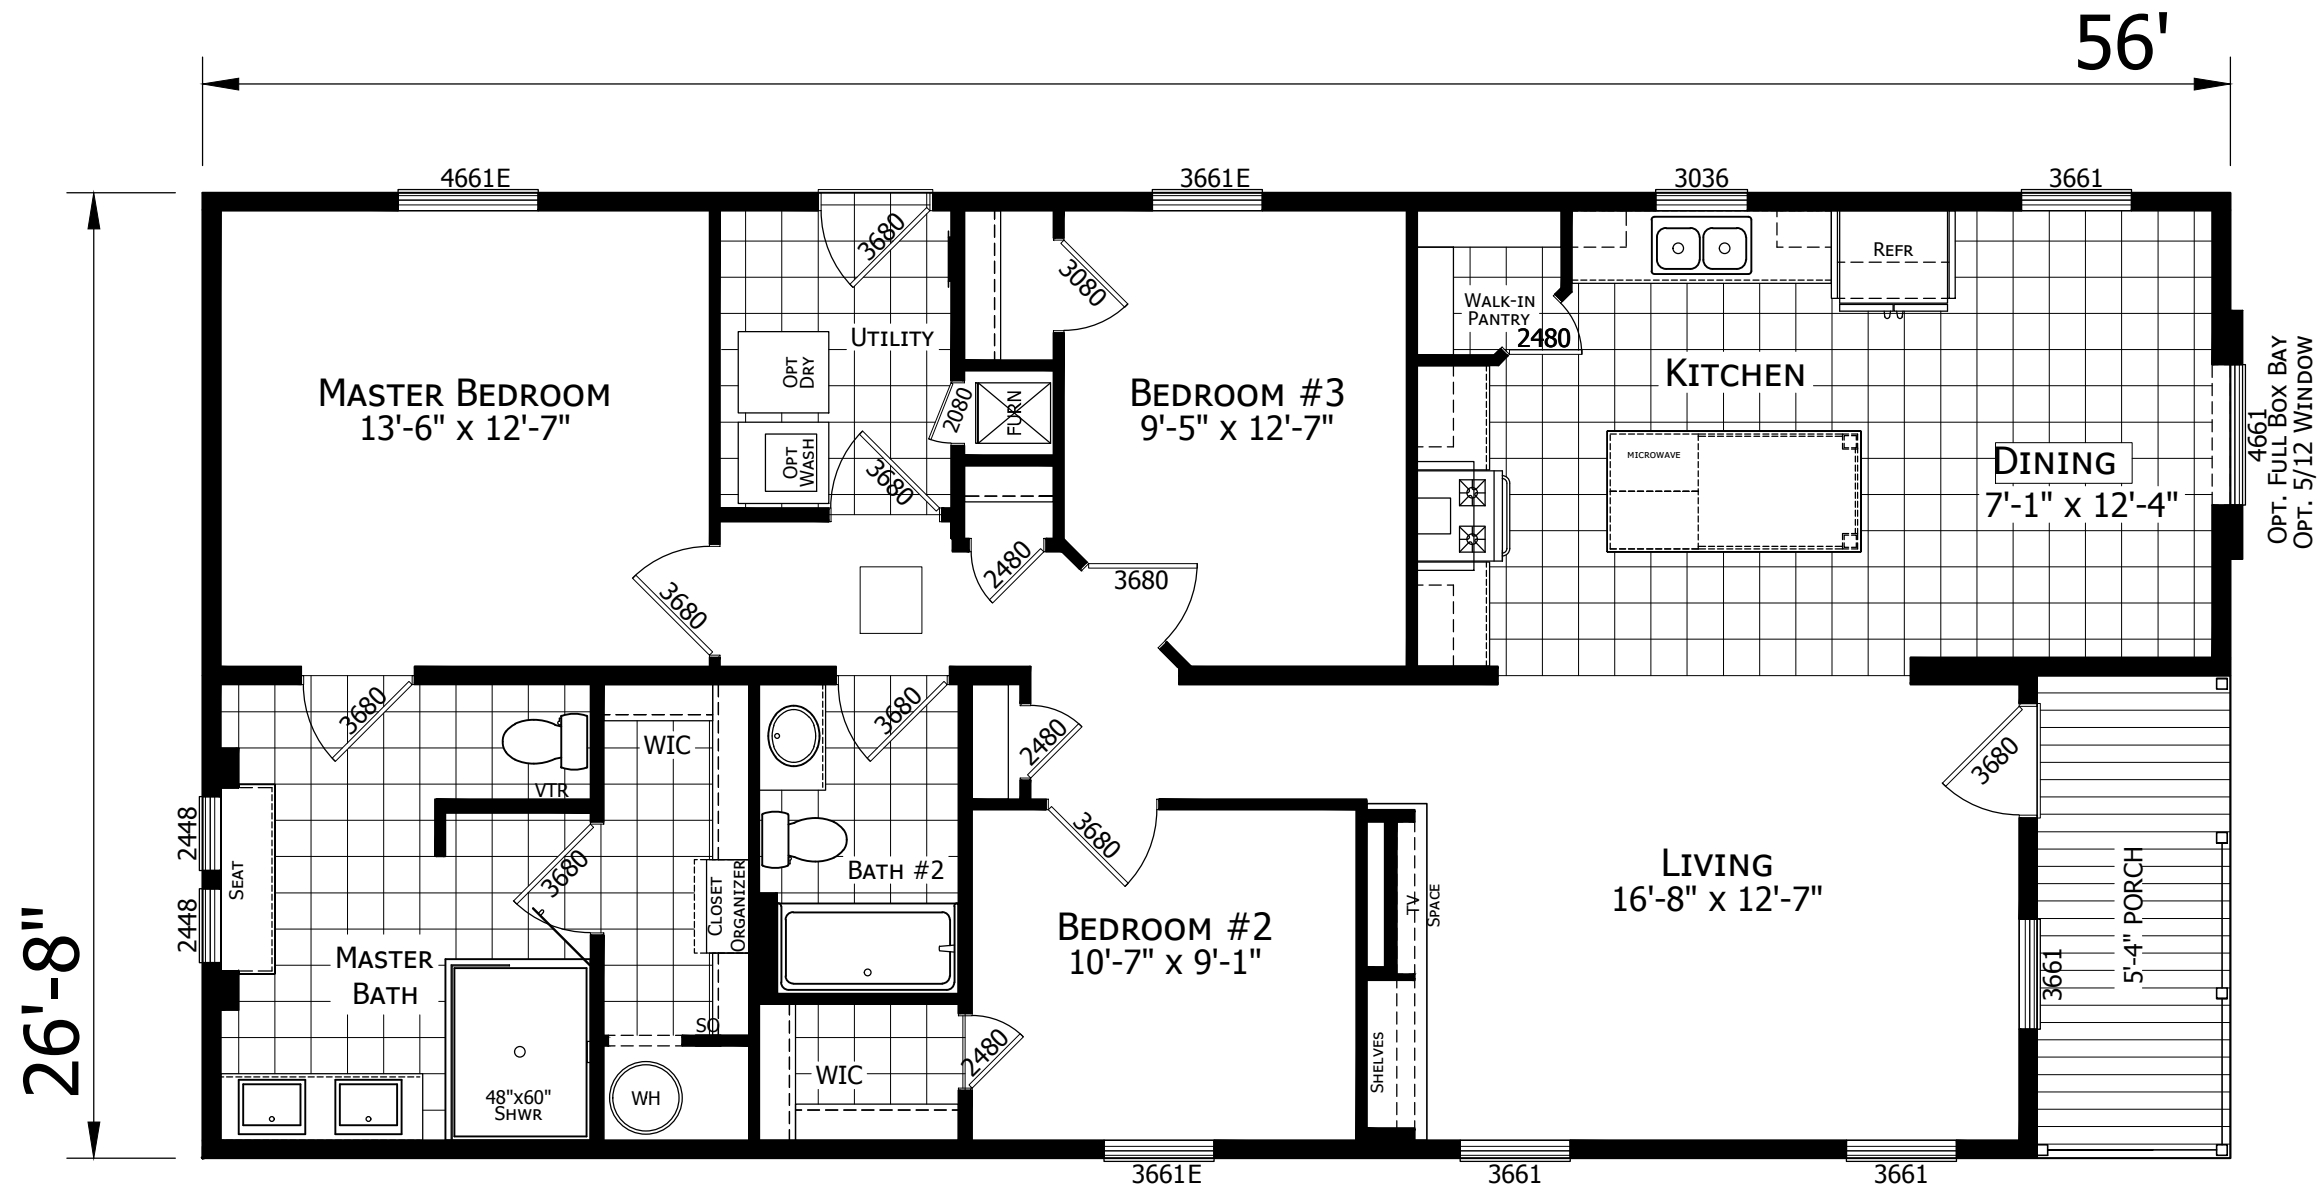 56'
4661E
3661E
3036
3661
3680
3080
REFR
WALK-IN
PANTRY
2480
UTILITY
OPT
DRY
2080
FURN
OPT
WASH
3680
MASTER BEDROOM
13'-6" X 12'-7"
BEDROOM #3
9'-5" X 12'-7"
KITCHEN
MICROWAVE
DINING
7'-1" X 12'-4"
4661
OPT. FULL BOX BAY
OPT. 5/12 WINDOW
2480
3680
3680
3680
3680
WIC
2480
3680
VTR
3680
2448
SEAT
2448
3680
BATH #2
CLOSET
ORGANIZER
LIVING
16'-8" X 12'-7"
TV
SPACE
5'-4" PORCH
26'-8"
MASTER
BATH
BEDROOM #2
10'-7" X 9'-1"
3661
SO
2480
WIC
SHELVES
48"x60"
SHWR
WH
3661E
3661
3661